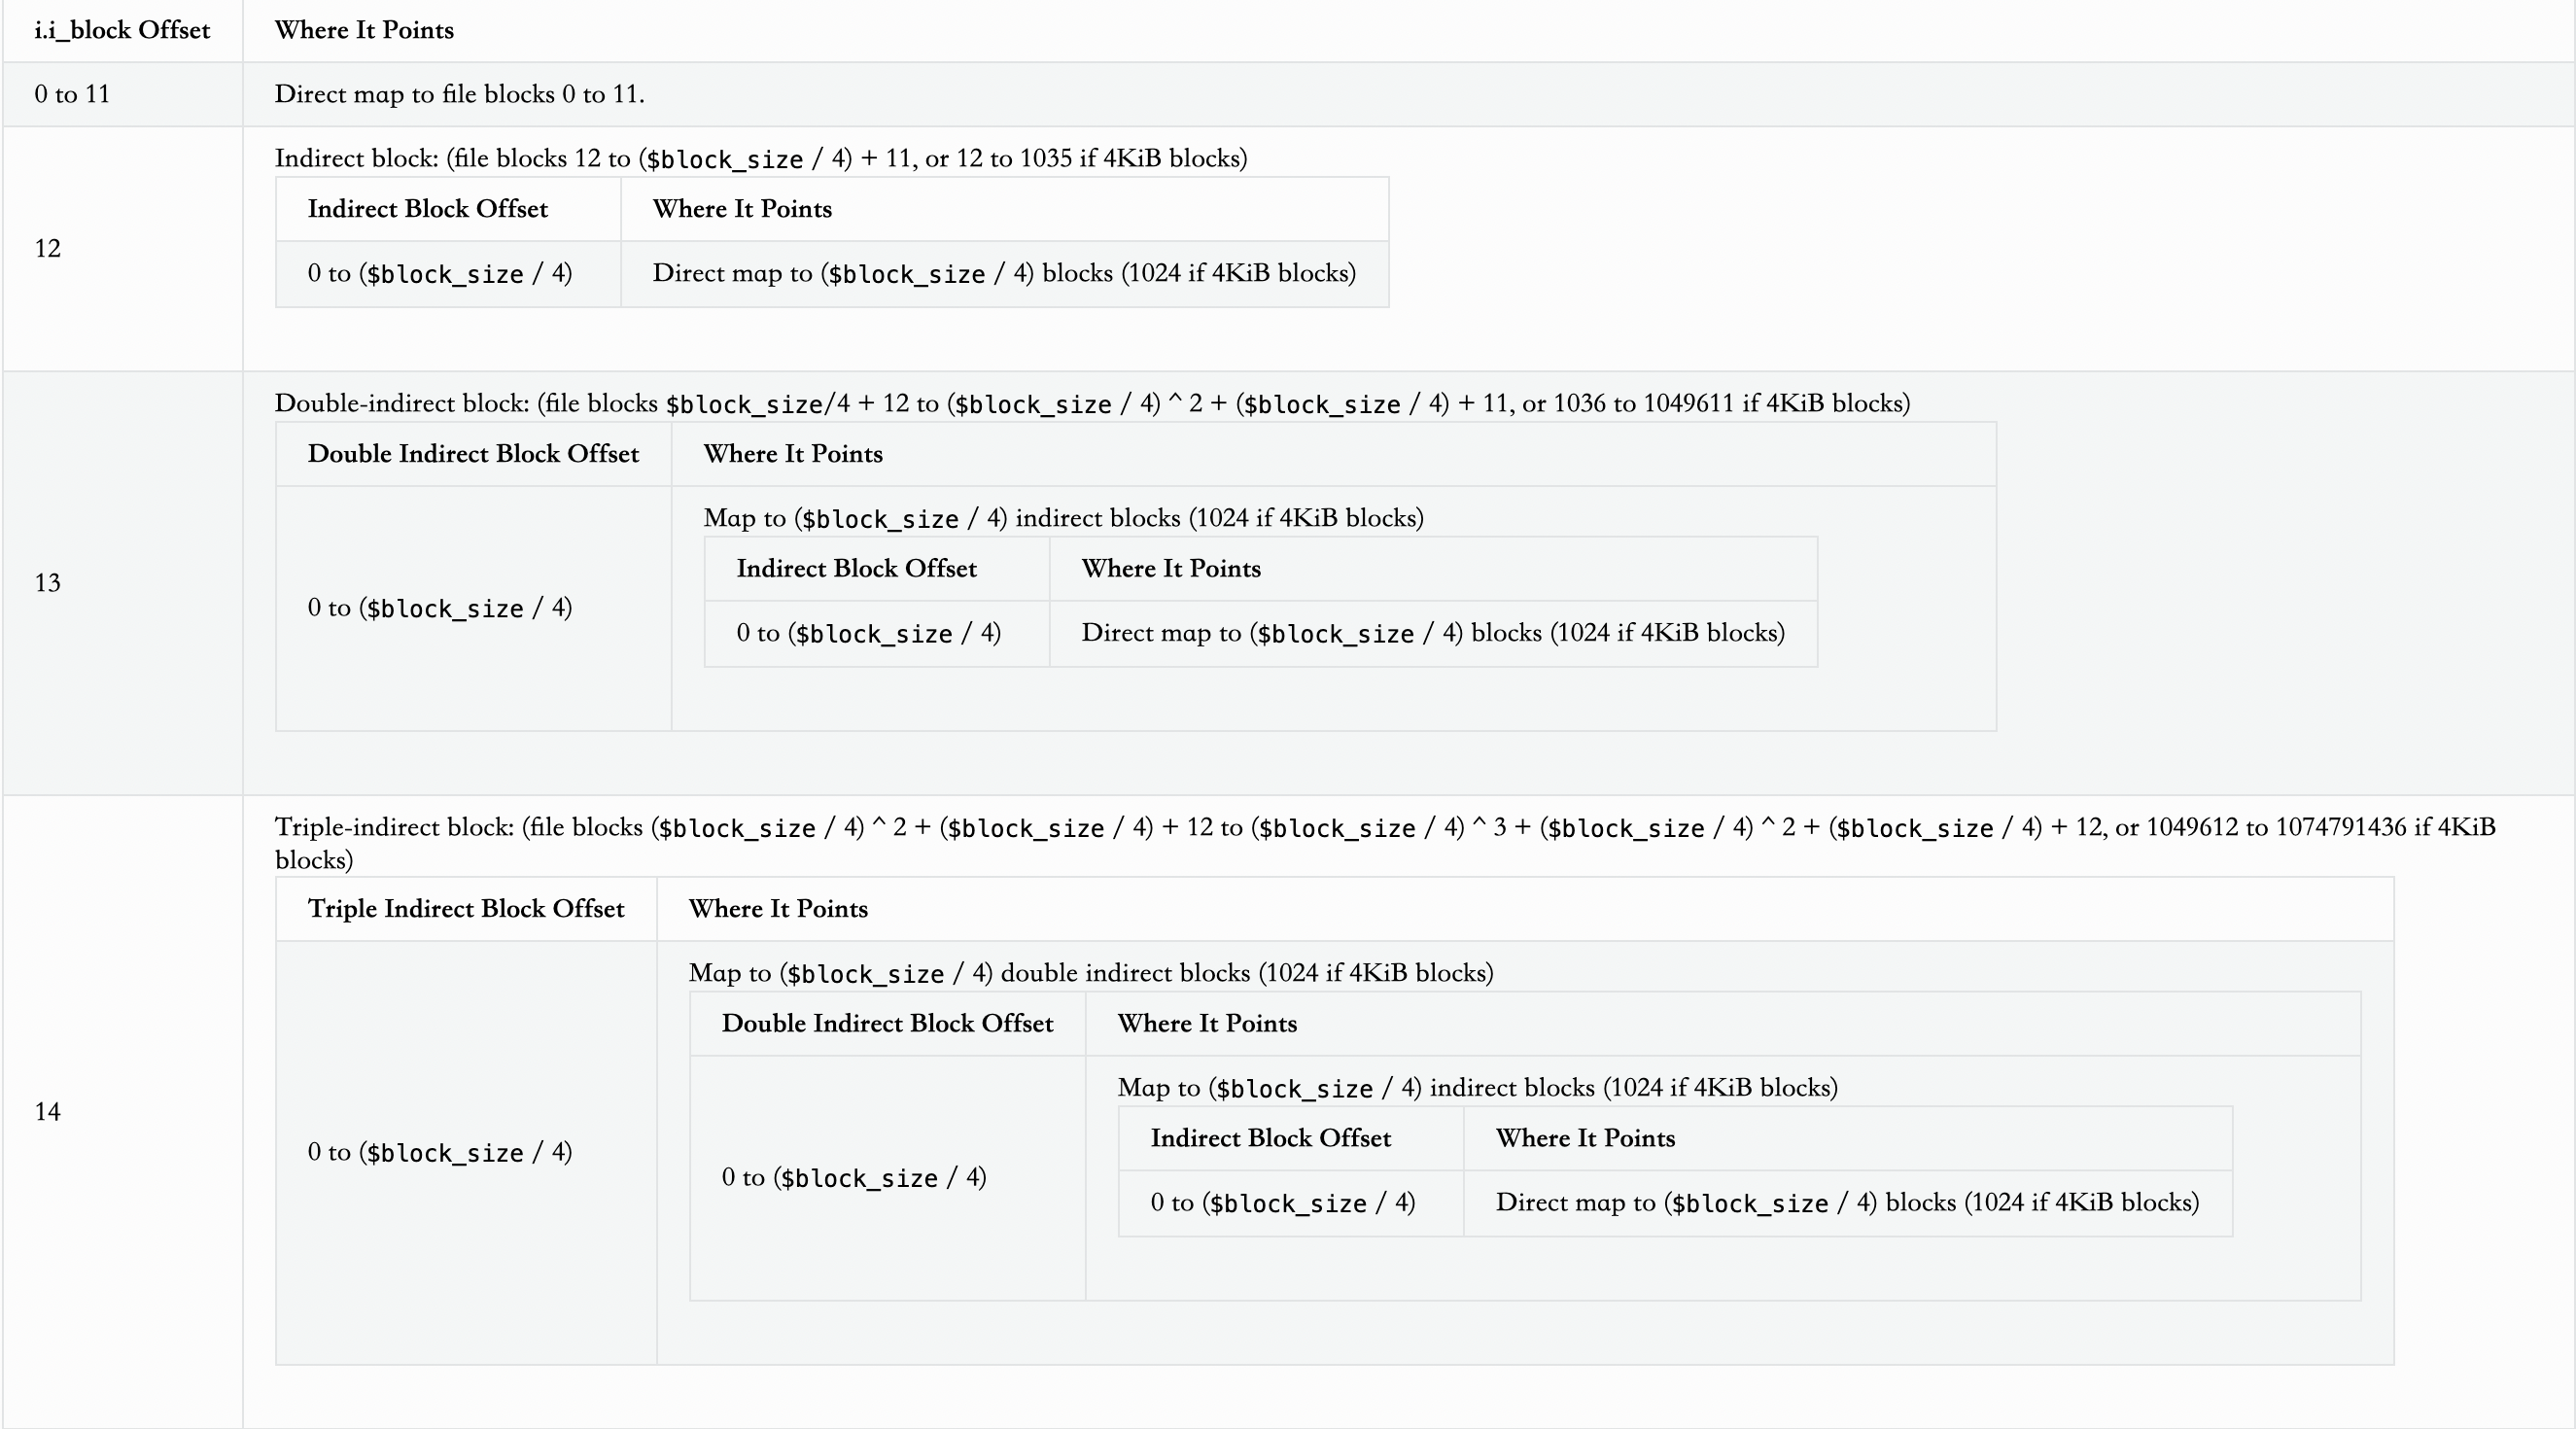 i.i_block Offset Where It Points
0 to 11 Direct map to file blocks 0 to 11.
12
Indirect block: (file blocks 12 to ($block_size / 4) + 11, or 12 to 1035 if 4KiB blocks)
Indirect Block Offset Where It Points
0 to ($block_size / 4) Direct map to ($block_size / 4) blocks (1024 if 4KiB blocks)
13
Double-indirect block: (file blocks $block_size/4 + 12 to ($block_size / 4) ^ 2 + ($block_size / 4) + 11, or 1036 to 1049611 if 4KiB blocks)
Double Indirect Block Offset Where It Points
0 to ($block_size / 4)
Map to ($block_size / 4) indirect blocks (1024 if 4KiB blocks)
Indirect Block Offset Where It Points
0 to ($block_size / 4) Direct map to ($block_size / 4) blocks (1024 if 4KiB blocks)
14
Triple-indirect block: (file blocks ($block_size / 4) ^ 2 + ($block_size / 4) + 12 to ($block_size / 4) ^ 3 + ($block_size / 4) ^ 2 + ($block_size / 4) + 12, or 1049612 to 1074791436 if 4KiB
blocks)
Triple Indirect Block Offset Where It Points
0 to ($block_size / 4)
Map to ($block_size / 4) double indirect blocks (1024 if 4KiB blocks)
Double Indirect Block Offset Where It Points
0 to ($block_size / 4)
Map to ($block_size / 4) indirect blocks (1024 if 4KiB blocks)
Indirect Block Offset Where It Points
0 to ($block_size / 4) Direct map to ($block_size / 4) blocks (1024 if 4KiB blocks)